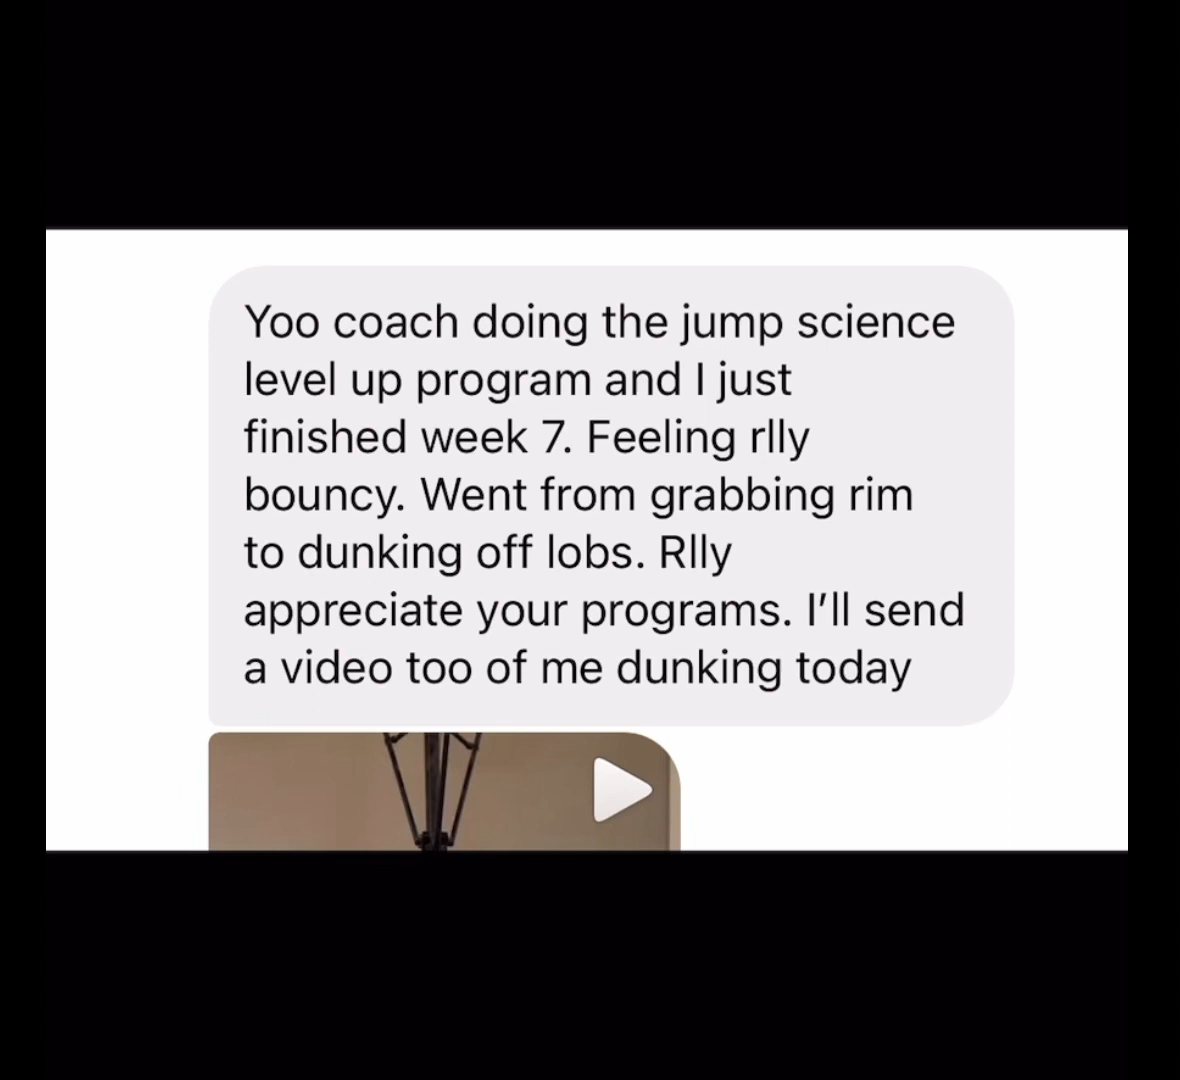 Yoo coach doing the jump science
level up program and I just
finished week 7. Feeling rlly
bouncy. Went from grabbing rim
to dunking off lobs. Rlly
appreciate your programs. I’ll send
a video too of me dunking today